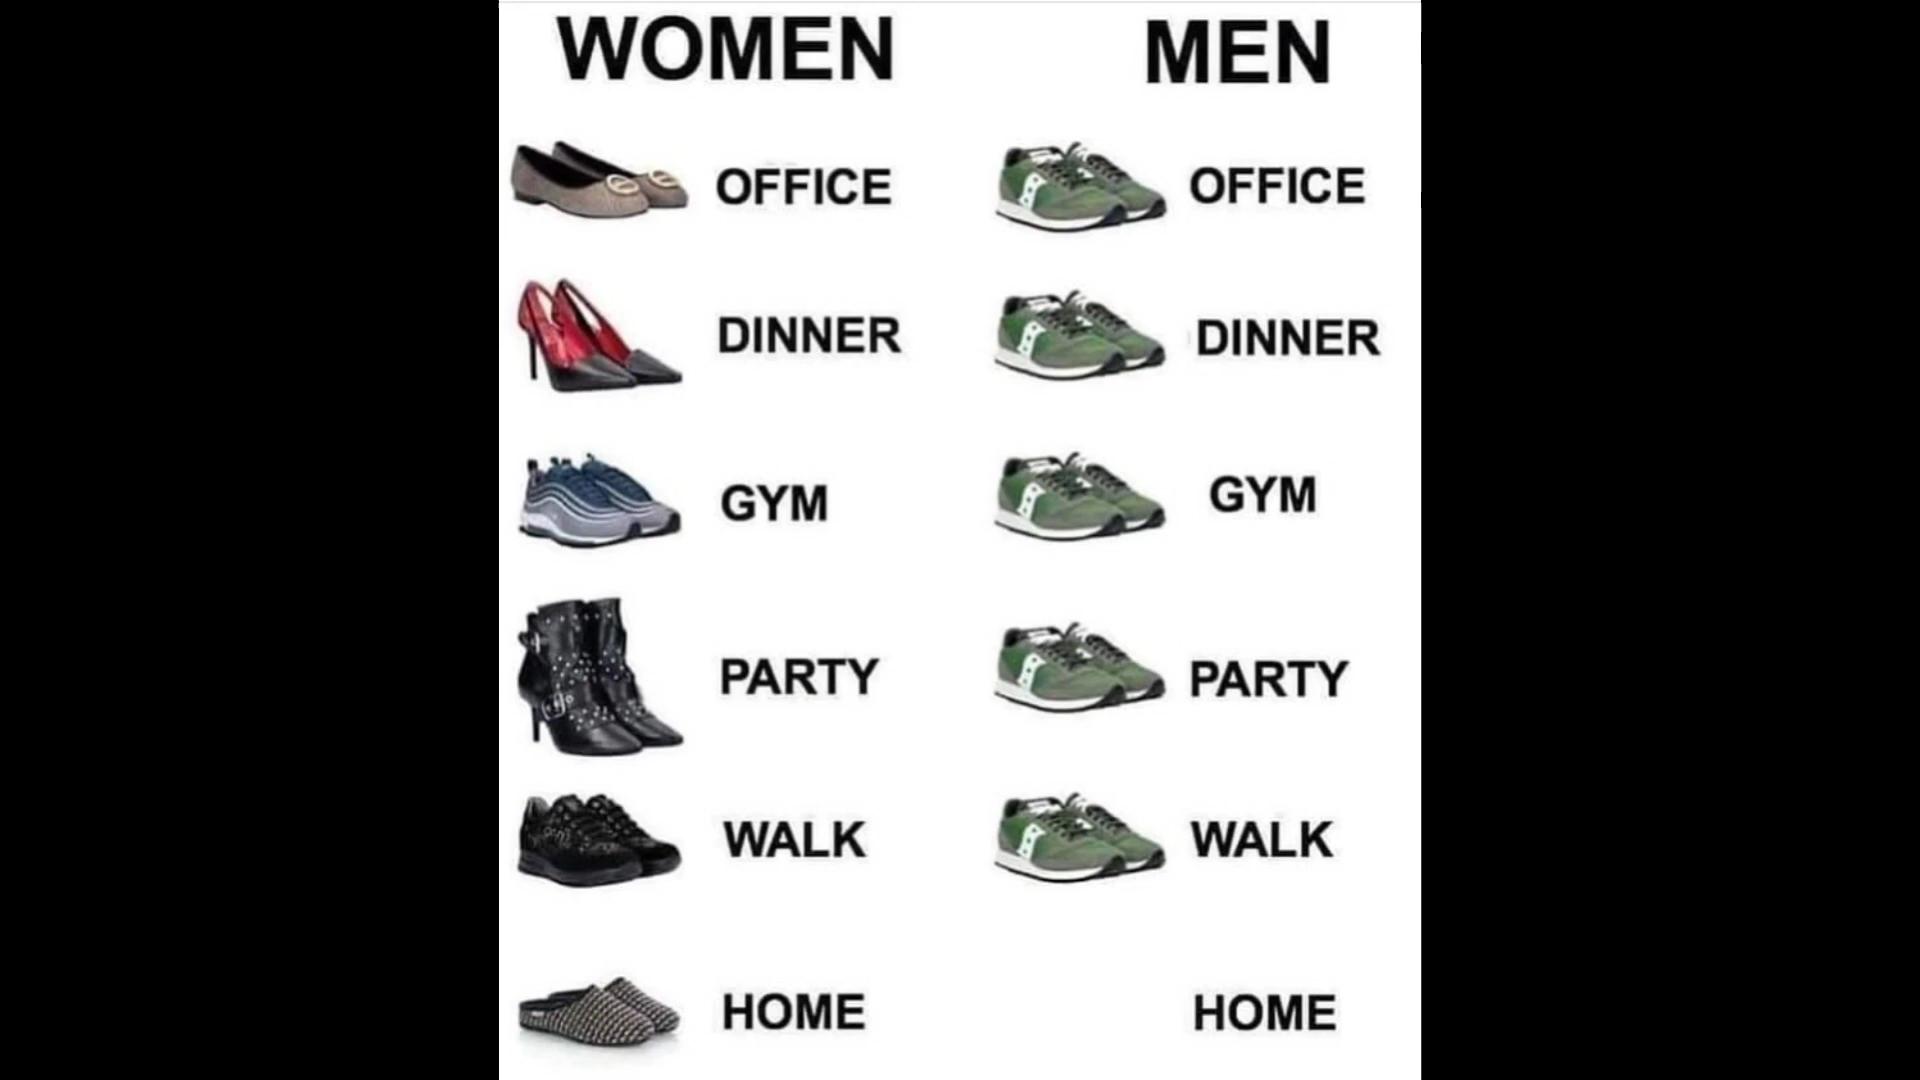 WOMEN MEN
OFFICE OFFICE
DINNER DINNER
GYM GYM
PARTY PARTY
WALK WALK
HOME HOME